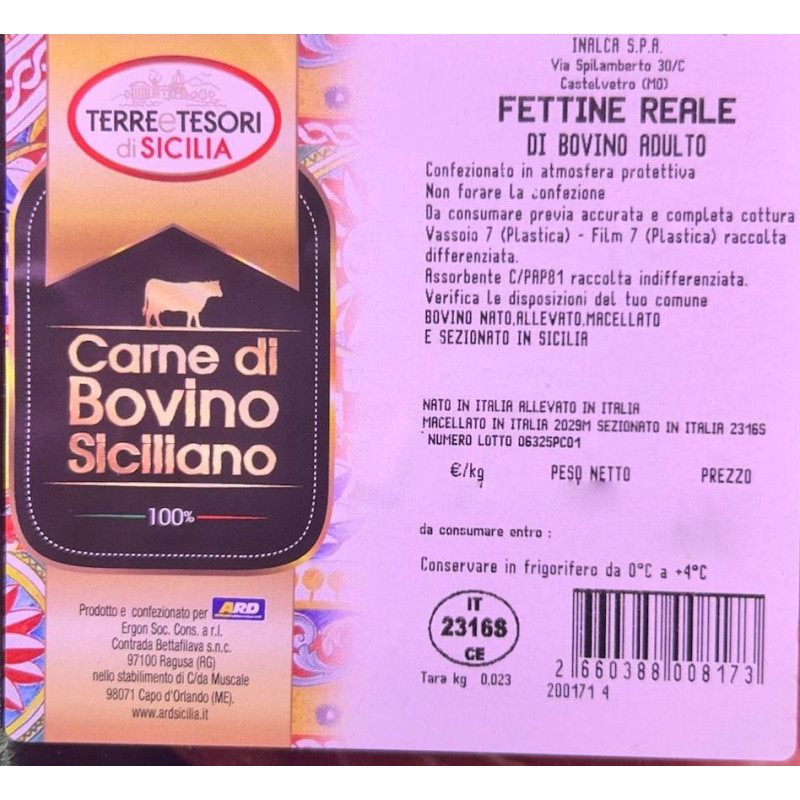 TERREeTESORI
di SICILIA
Carne di
Bovino
Siciliano
100%
Prodotto e confezionato per ARD
Ergon Soc. Cons. a r.l.
Contrada Bettafilava s.n.c.
97100 Ragusa (RG)
nello stabilimento di C/da Muscale
98071 Capo d'Orlando (ME).
www.ardsicilia.it
INALCA S.P.A.
Via Spilamberto 30/C
Castelvetro (MO)
FETTINE REALE
DI BOVINO ADULTO
Confezionato in atmosfera protettiva
Non forare la confezione
Da consumare previa accurata e completa cottura
Vassoio 7 (Plastica) - Film 7 (Plastica) raccolta
differenziata.
Assorbente C/PAP81 raccolta indifferenziata.
Verifica le disposizioni del tuo comune
BOVINO NATO,ALLEVATO,MACELLATO
E SEZIONATO IN SICILIA
NATO IN ITALIA ALLEVATO IN ITALIA
MACELLATO IN ITALIA 2029M SEZIONATO IN ITALIA 2316S
NUMERO LOTTO 06325PC01
€/kg PESO NETTO PREZZO
da consumare entro :
Conservare in frigorifero da 0°C a +4°C
IT
2316S
CE
Tara kg 0,023
2 660388 008173
200171 4